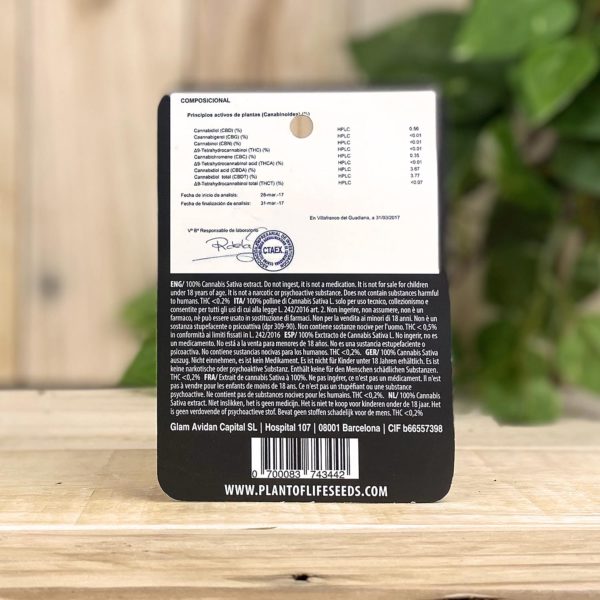 COMPOSICIONAL
Principios activos de plantas (Canabinoides) (%)
Cannabidiol (CBD) (%) HPLC 0.56
Cannabigerol (CBG) (%) HPLC <0.01
Cannabinol (CBN) (%) HPLC <0.01
Δ9-Tetrahydrocannabinol (THC) (%) HPLC <0.01
Cannabichromene (CBC) (%) HPLC 0.35
Δ9-Tetrahydrocannabinol acid (THCA) (%) HPLC <0.01
Cannabidiol acid (CBDA) (%) HPLC 3.67
Cannabidiol total (CBDT) (%) HPLC 3.77
Δ9-Tetrahydrocannabinol total (THCT) (%) HPLC <0.07
Fecha de inicio de analisis: 28-mar.-17
Fecha de finalización de analisis: 31-mar.-17
En Villafranco del Guadiana, a 31/03/2017
Vº Bº Responsable de laboratorio
CTAEX
ENG/ 100% Cannabis Sativa extract. Do not ingest, it is not a medication. It is not for sale for children
under 18 years of age. It is not a narcotic or psychoactive substance. Does not contain substances harmful
to humans. THC <0.2% ITA/ 100% polline di Cannabis Sativa L. solo per uso tecnico, collezionismo e
consentite per tutti gli usi di cui alla legge L. 242/2016 art. 2. Non ingerire, non assumere, non è un
farmaco, nè può essere usato in sostituzione di farmaci. Non per la vendita ai minori di 18 anni. Non è un
sostanza stupefacente o psicoattiva (dpr 309-90). Non contiene sostanze nocive per l'uomo. THC < 0,5%
in conformità ai limiti fissati in L. 242/2016 ESP/ 100% Exctracto de Cannabis Sativa L. No ingerir, no es
un medicamento. No está a la venta para menores de 18 años. No es una sustancia estupefaciente o
psicoactiva. No contiene sustancias nocivas para los humanos. THC <0,2%. GER/ 100% Cannabis Sativa
auszug. Nicht einnehmen, es ist kein Medikament. Es ist nicht für Kinder unter 18 Jahren erhältlich. Es ist
keine narkotische oder psychoaktive Substanz. Enthält keine für den Menschen schädlichen Substanzen.
THC <0,2% FRA/ Extrait de cannabis Sativa à 100%. Ne pas ingérer, ce n'est pas un médicament. Il n'est
pas à vendre pour les enfants de moins de 18 ans. Ce n'est pas un stupéfiant ou une substance
psychoactive. Ne contient pas de substances nocives pour les humains. THC <0,2%. NL/ 100% Cannabis
Sativa extract. Niet inslikken, het is geen medicijn. Het is niet te koop voor kinderen onder de 18 jaar. Het
is geen verdovende of psychoactieve stof. Bevat geen stoffen schadelijk voor de mens. THC <0,2%
Glam Avidan Capital SL | Hospital 107 | 08001 Barcelona | CIF b66557398
0 700083 743442
WWW.PLANTOFLIFESEEDS.COM